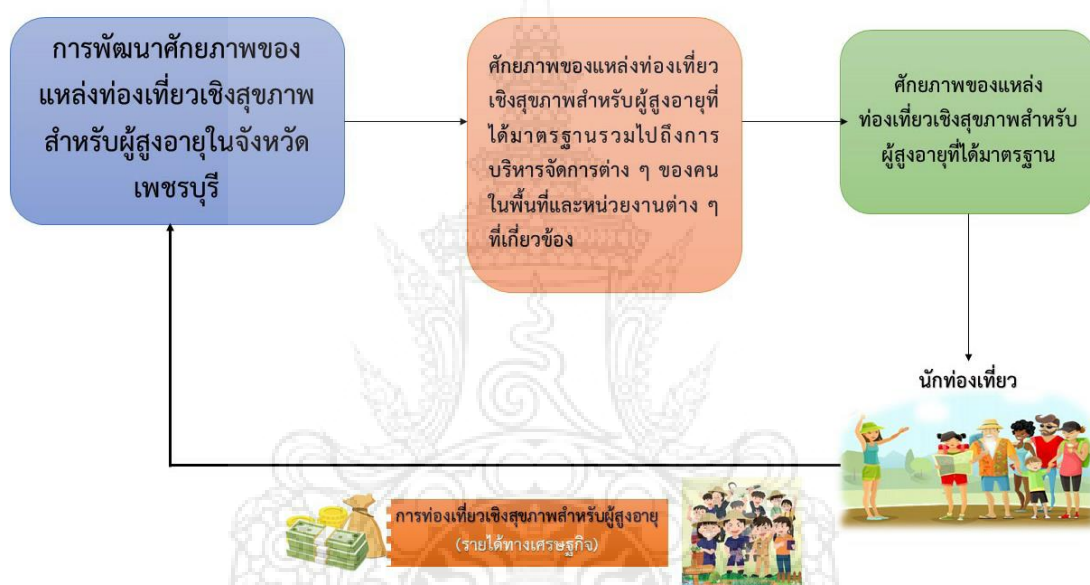 การพัฒนาศักยภาพของ
แหล่งท่องเที่ยวเชิงสุขภาพ
สำหรับผู้สูงอายุในจังหวัด
เพชรบุรี
ศักยภาพของแหล่งท่องเที่ยว
เชิงสุขภาพสำหรับผู้สูงอายุที่
ได้มาตรฐานรวมไปถึงการ
บริหารจัดการต่าง ๆ ของคน
ในพื้นที่และหน่วยงานต่าง ๆ
ที่เกี่ยวข้อง
ศักยภาพของแหล่ง
ท่องเที่ยวเชิงสุขภาพสำหรับ
ผู้สูงอายุที่ได้มาตรฐาน
นักท่องเที่ยว
การท่องเที่ยวเชิงสุขภาพสำหรับผู้สูงอายุ
(รายได้ทางเศรษฐกิจ)